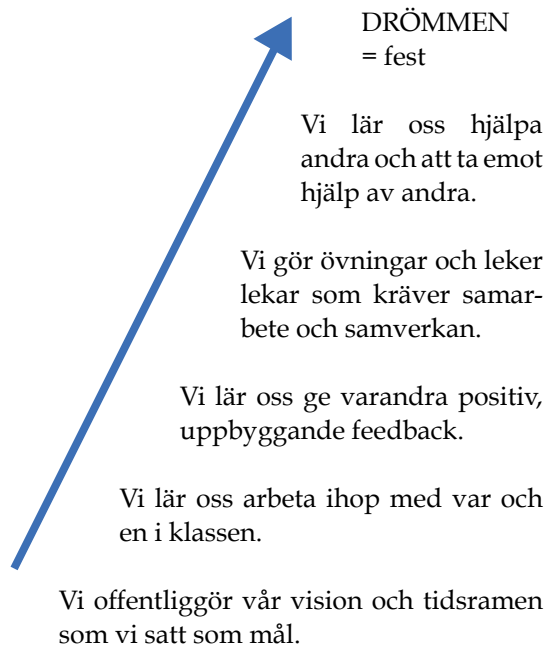 DRÖMMEN
= fest
Vi lär oss hjälpa
andra och att ta emot
hjälp av andra.
Vi gör övningar och leker
lekar som kräver samar-
bete och samverkan.
Vi lär oss ge varandra positiv,
uppbyggande feedback.
Vi lär oss arbeta ihop med var och
en i klassen.
Vi offentliggör vår vision och tidsramen
som vi satt som mål.